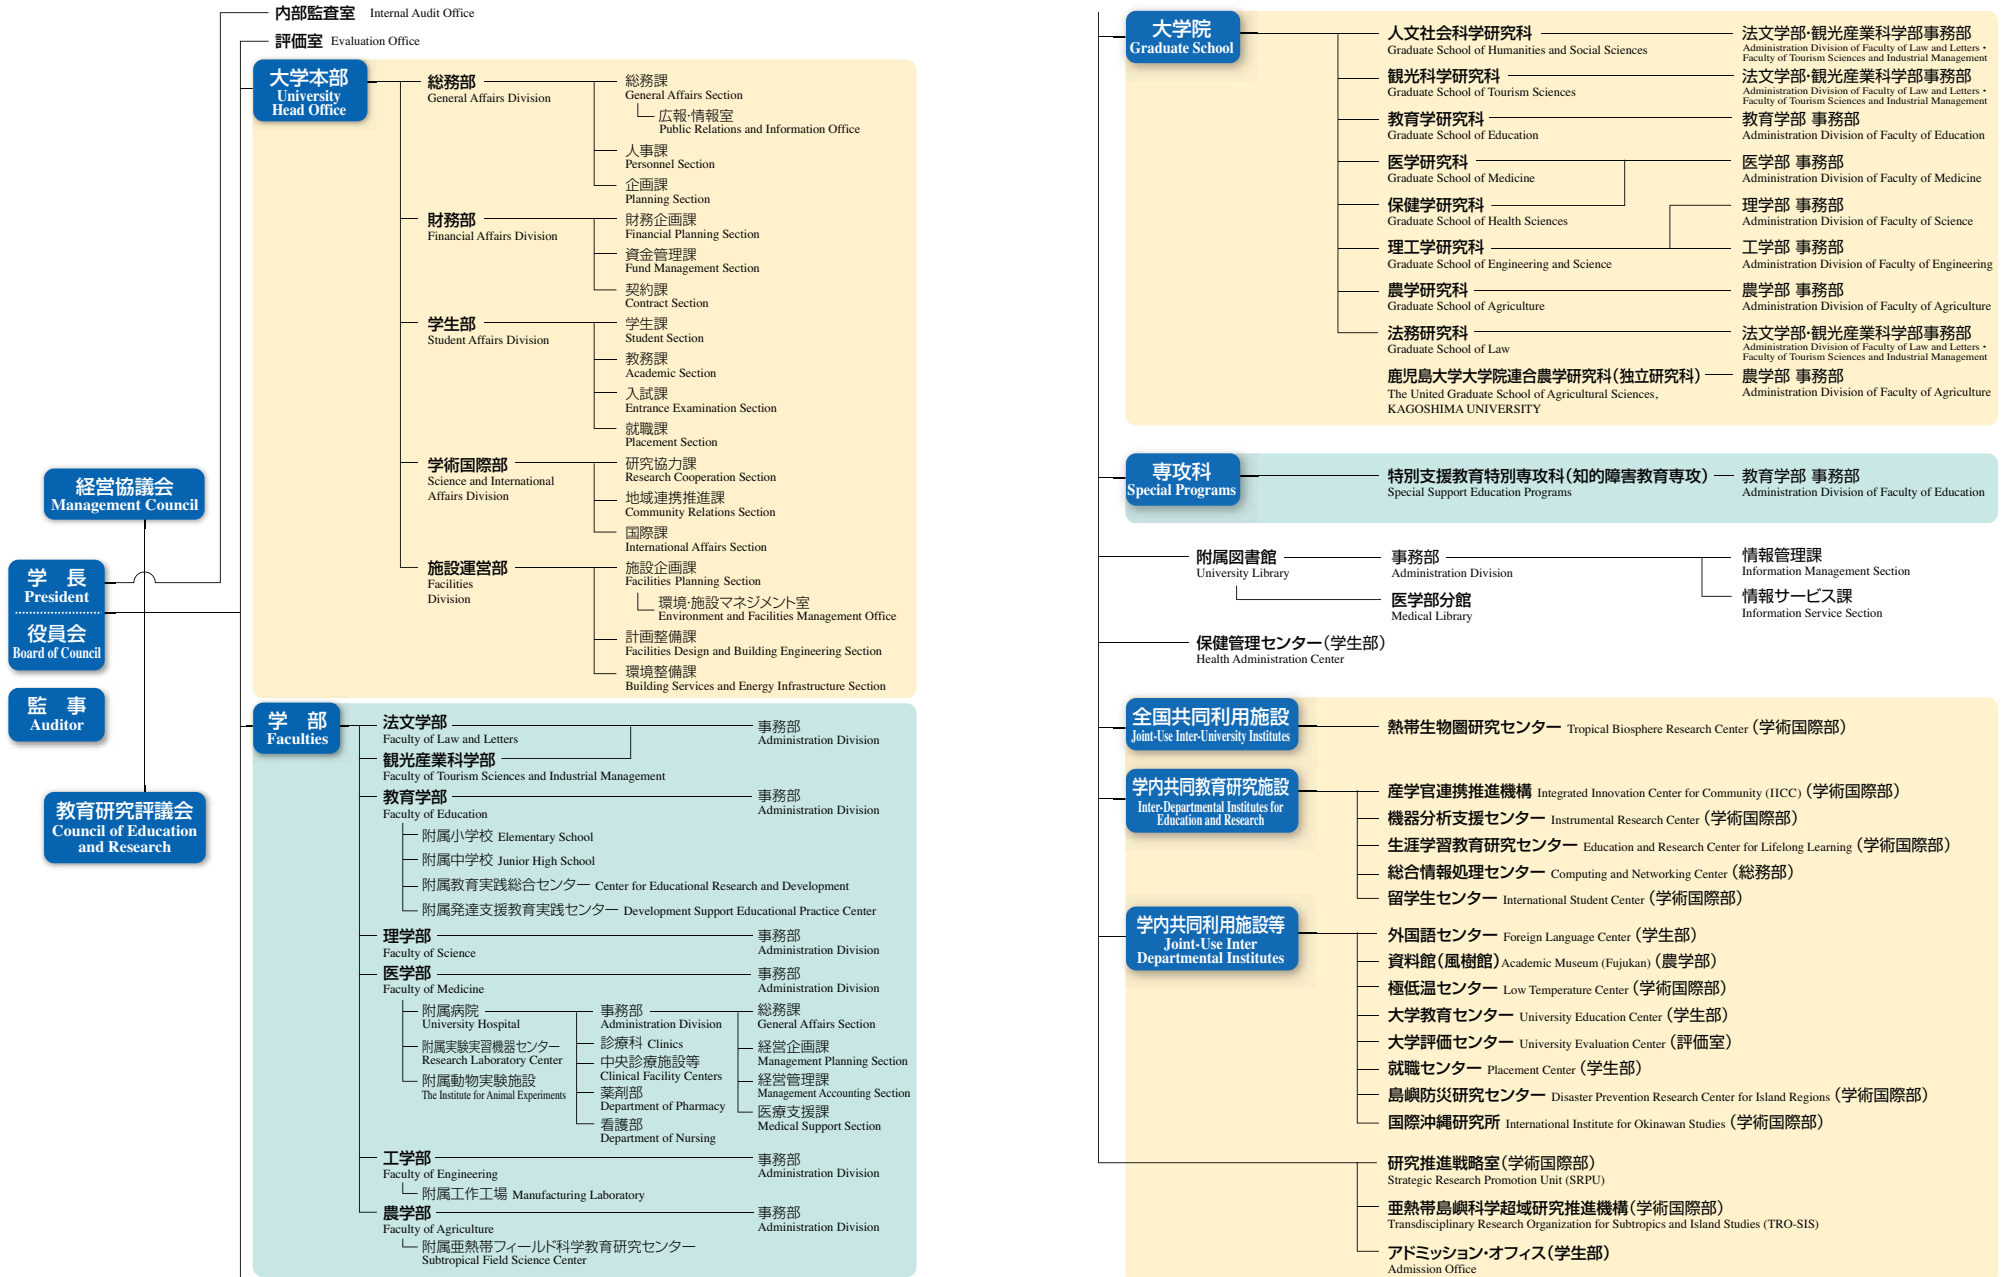 内部監査室 Internal Audit Office
評価室 Evaluation Office
大学本部
University
Head Office
総務部
General Affairs Division
総務課
General Affairs Section
広報・情報室
Public Relations and Information Office
人事課
Personnel Section
企画課
Planning Section
財務部
Financial Affairs Division
財務企画課
Financial Planning Section
資金管理課
Fund Management Section
契約課
Contract Section
学生部
Student Affairs Division
学生課
Student Section
教務課
Academic Section
入試課
Entrance Examination Section
就職課
Placement Section
学術国際部
Science and International
Affairs Division
研究協力課
Research Cooperation Section
地域連携推進課
Community Relations Section
国際課
International Affairs Section
施設運営部
Facilities
Division
施設企画課
Facilities Planning Section
環境・施設マネジメント室
Environment and Facilities Management Office
計画整備課
Facilities Design and Building Engineering Section
環境整備課
Building Services and Energy Infrastructure Section
経営協議会
Management Council
学　長
President
役員会
Board of Council
監　事
Auditor
教育研究評議会
Council of Education
and Research
学　部
Faculties
法文学部
Faculty of Law and Letters
事務部
Administration Division
観光産業科学部
Faculty of Tourism Sciences and Industrial Management
教育学部
Faculty of Education
事務部
Administration Division
附属小学校 Elementary School
附属中学校 Junior High School
附属教育実践総合センター Center for Educational Research and Development
附属発達支援教育実践センター Development Support Educational Practice Center
理学部
Faculty of Science
事務部
Administration Division
医学部
Faculty of Medicine
事務部
Administration Division
附属病院
University Hospital
附属実験実習機器センター
Research Laboratory Center
附属動物実験施設
The Institute for Animal Experiments
事務部
Administration Division
診療科 Clinics
中央診療施設等
Clinical Facility Centers
薬剤部
Department of Pharmacy
看護部
Department of Nursing
総務課
General Affairs Section
経営企画課
Management Planning Section
経営管理課
Management Accounting Section
医療支援課
Medical Support Section
工学部
Faculty of Engineering
事務部
Administration Division
附属工作工場 Manufacturing Laboratory
農学部
Faculty of Agriculture
事務部
Administration Division
附属亜熱帯フィールド科学教育研究センター
Subtropical Field Science Center
大学院
Graduate School
人文社会科学研究科
Graduate School of Humanities and Social Sciences
法文学部・観光産業科学部事務部
Administration Division of Faculty of Law and Letters・
Faculty of Tourism Sciences and Industrial Management
観光科学研究科
Graduate School of Tourism Sciences
法文学部・観光産業科学部事務部
Administration Division of Faculty of Law and Letters・
Faculty of Tourism Sciences and Industrial Management
教育学研究科
Graduate School of Education
教育学部 事務部
Administration Division of Faculty of Education
医学研究科
Graduate School of Medicine
医学部 事務部
Administration Division of Faculty of Medicine
保健学研究科
Graduate School of Health Sciences
理学部 事務部
Administration Division of Faculty of Science
理工学研究科
Graduate School of Engineering and Science
工学部 事務部
Administration Division of Faculty of Engineering
農学研究科
Graduate School of Agriculture
農学部 事務部
Administration Division of Faculty of Agriculture
法務研究科
Graduate School of Law
法文学部・観光産業科学部事務部
Administration Division of Faculty of Law and Letters・
Faculty of Tourism Sciences and Industrial Management
鹿児島大学大学院連合農学研究科（独立研究科）
The United Graduate School of Agricultural Sciences,
KAGOSHIMA UNIVERSITY
農学部 事務部
Administration Division of Faculty of Agriculture
専攻科
Special Programs
特別支援教育特別専攻科（知的障害教育専攻）
Special Support Education Programs
教育学部 事務部
Administration Division of Faculty of Education
附属図書館
University Library
事務部
Administration Division
情報管理課
Information Management Section
医学部分館
Medical Library
情報サービス課
Information Service Section
保健管理センター（学生部）
Health Administration Center
全国共同利用施設
Joint-Use Inter-University Institutes
熱帯生物圏研究センター Tropical Biosphere Research Center（学術国際部）
学内共同教育研究施設
Inter-Departmental Institutes for
Education and Research
産学官連携推進機構 Integrated Innovation Center for Community (IICC)（学術国際部）
機器分析支援センター Instrumental Research Center（学術国際部）
生涯学習教育研究センター Education and Research Center for Lifelong Learning（学術国際部）
総合情報処理センター Computing and Networking Center（総務部）
留学生センター International Student Center（学術国際部）
学内共同利用施設等
Joint-Use Inter
Departmental Institutes
外国語センター Foreign Language Center（学生部）
資料館（風樹館）Academic Museum (Fujukan)（農学部）
極低温センター Low Temperature Center（学術国際部）
大学教育センター University Education Center（学生部）
大学評価センター University Evaluation Center（評価室）
就職センター Placement Center（学生部）
島嶼防災研究センター Disaster Prevention Research Center for Island Regions（学術国際部）
国際沖縄研究所 International Institute for Okinawan Studies（学術国際部）
研究推進戦略室（学術国際部）
Strategic Research Promotion Unit (SRPU)
亜熱帯島嶼科学超域研究推進機構（学術国際部）
Transdisciplinary Research Organization for Subtropics and Island Studies (TRO-SIS)
アドミッション・オフィス（学生部）
Admission Office